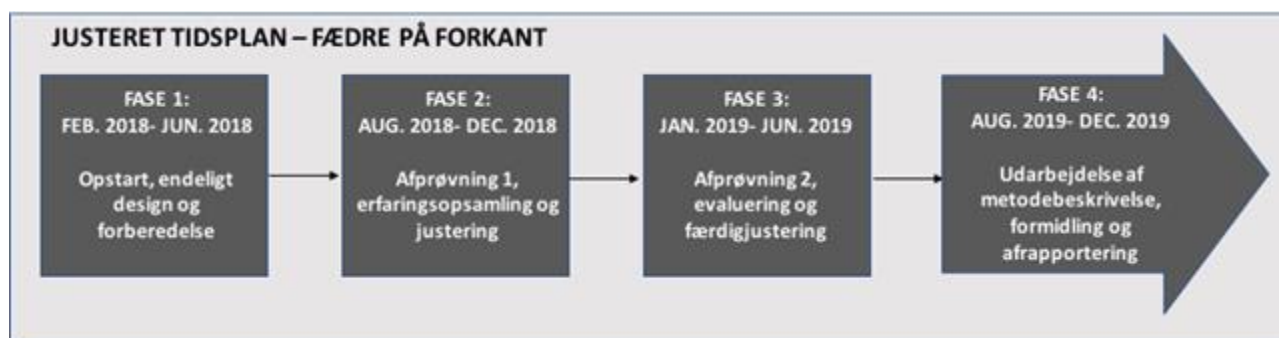 JUSTERET TIDSPLAN – FÆDRE PÅ FORKANT
FASE 1:
FEB. 2018- JUN. 2018
Opstart, endeligt
design og
forberedelse
FASE 2:
AUG. 2018- DEC. 2018
Afprøvning 1,
erfaringsopsamling og
justering
FASE 3:
JAN. 2019- JUN. 2019
Afprøvning 2,
evaluering og
færdigjustering
FASE 4:
AUG. 2019- DEC. 2019
Udarbejdelse af
metodebeskrivelse,
formidling og
afrapportering